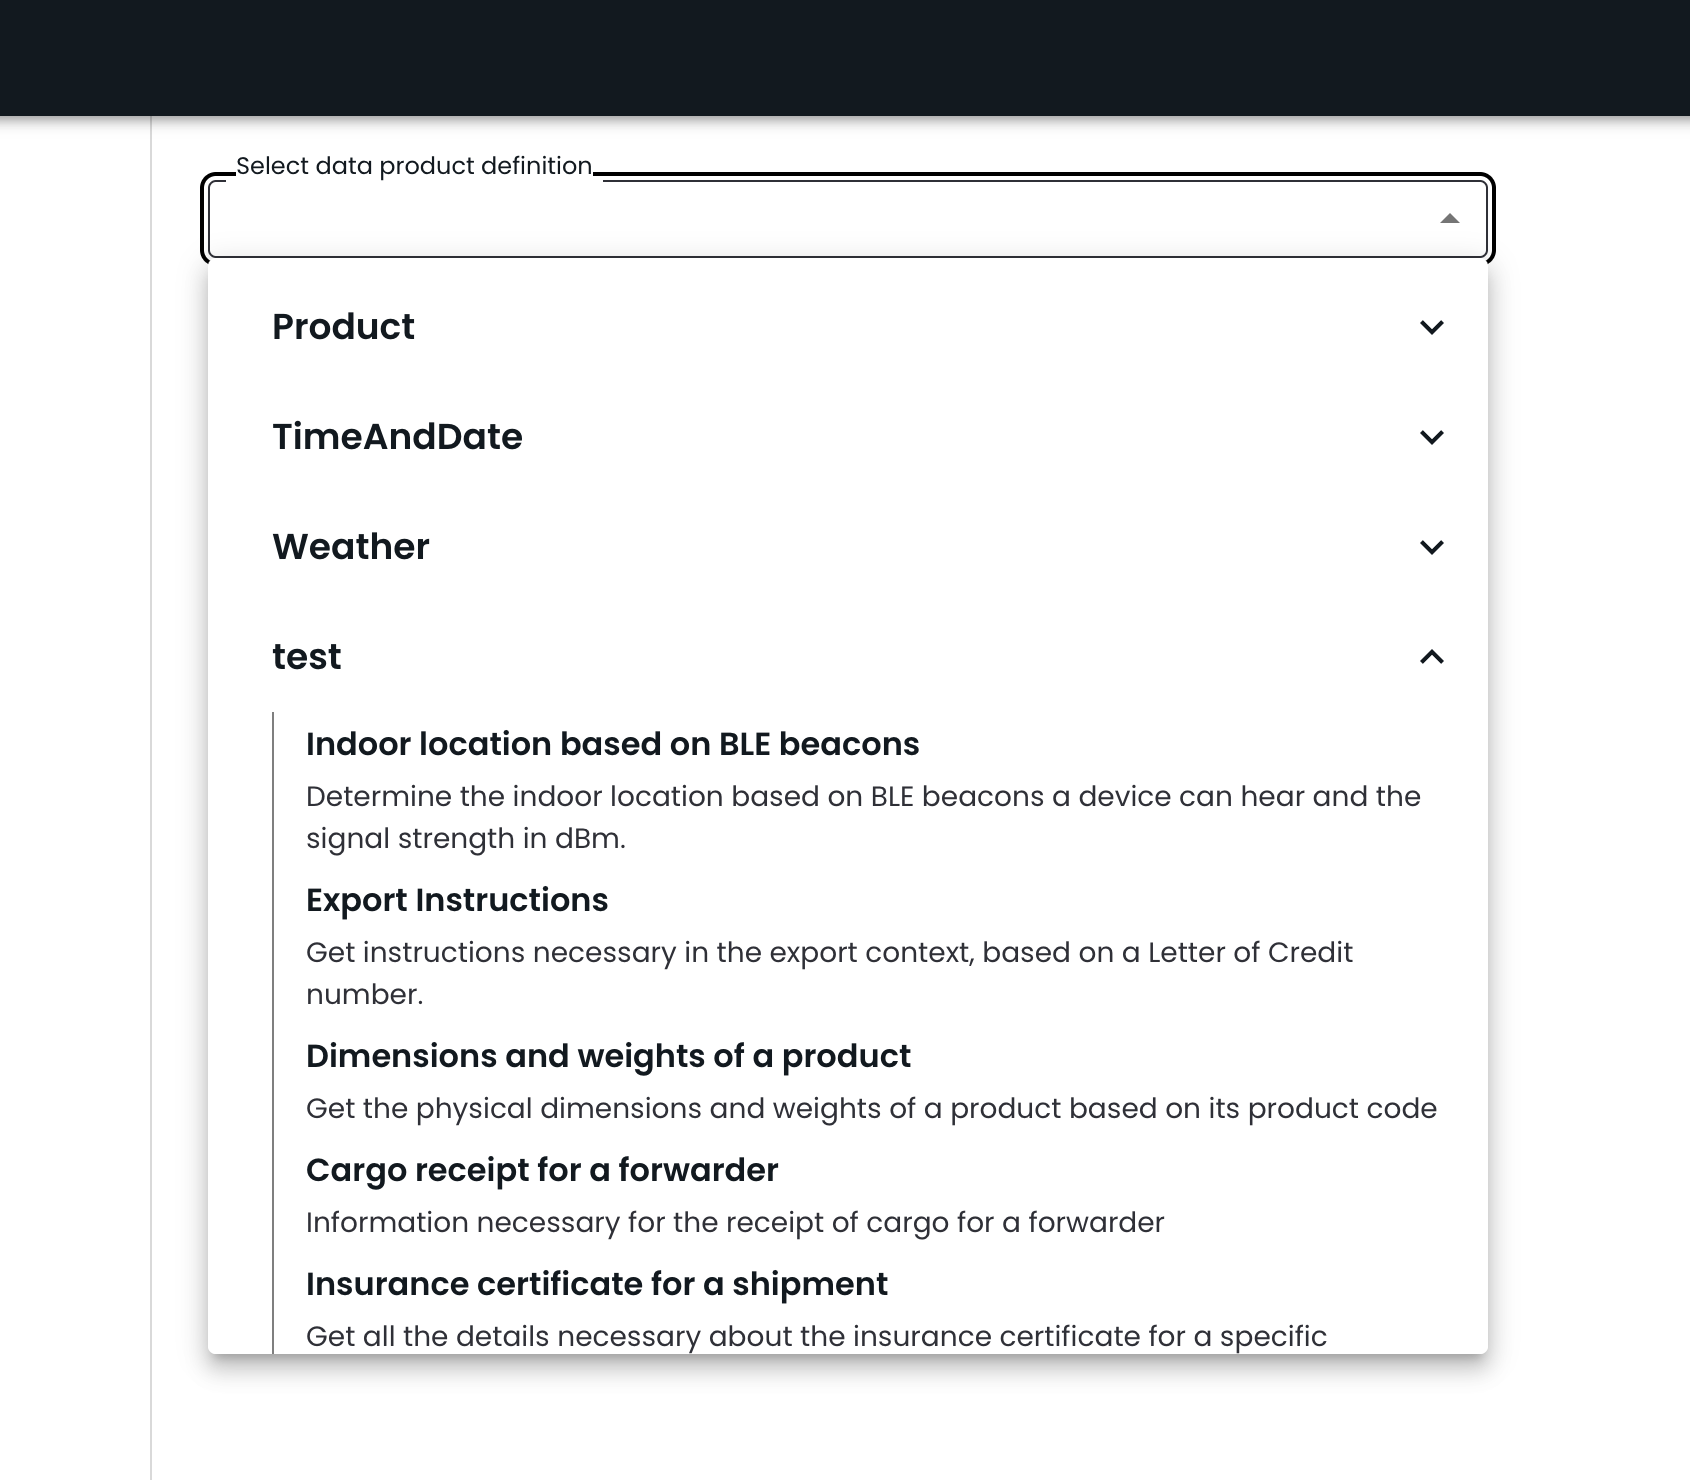 Select data product definition
Product
TimeAndDate
Weather
test
Indoor location based on BLE beacons
Determine the indoor location based on BLE beacons a device can hear and the
signal strength in dBm.
Export Instructions
Get instructions necessary in the export context, based on a Letter of Credit
number.
Dimensions and weights of a product
Get the physical dimensions and weights of a product based on its product code
Cargo receipt for a forwarder
Information necessary for the receipt of cargo for a forwarder
Insurance certificate for a shipment
Get all the details necessary about the insurance certificate for a specific